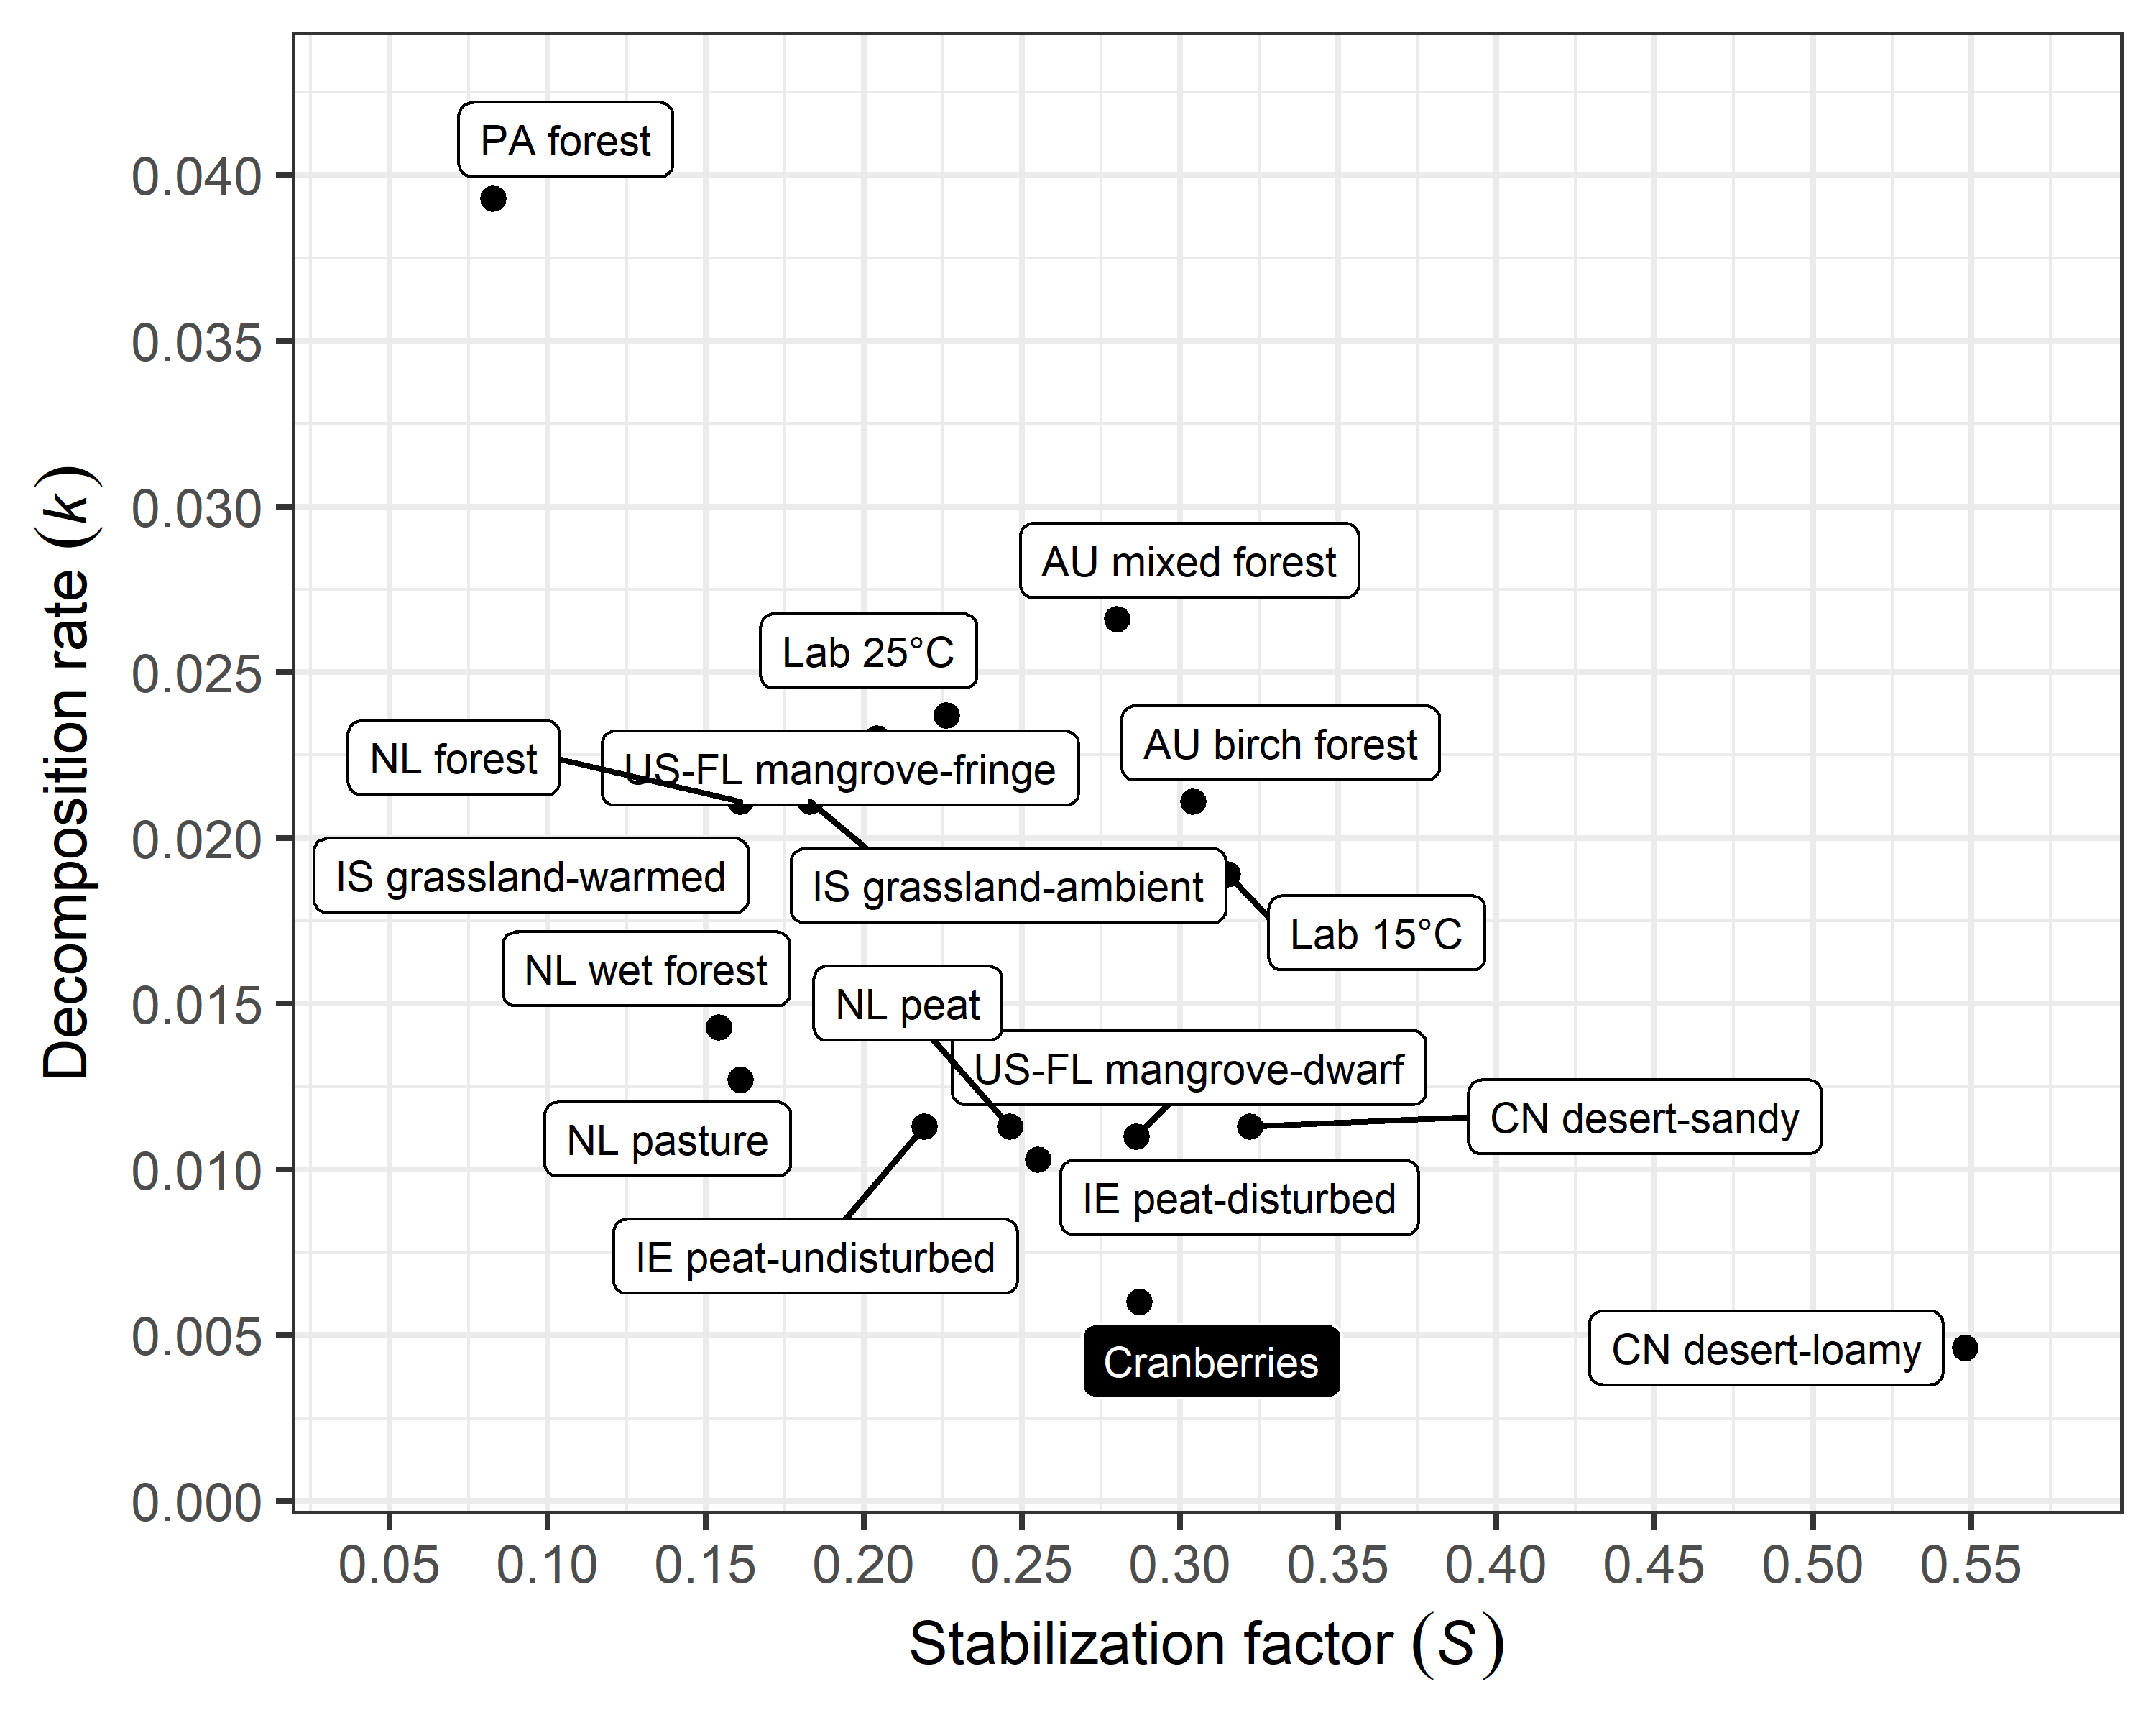 PA forest
0.040
0.035
0.030
AU mixed forest
Lab 25°C
0.025
AU birch forest
NL forest
US-FL mangrove-fringe
0.020
IS grassland-warmed
IS grassland-ambient
Lab 15°C
NL wet forest
NL peat
0.015
US-FL mangrove-dwarf
CN desert-sandy
NL pasture
0.010
IE peat-disturbed
IE peat-undisturbed
0.005
CN desert-loamy
Cranberries
0.000
Decomposition rate (k)
0.05 0.10 0.15 0.20 0.25 0.30 0.35 0.40 0.45 0.50 0.55
Stabilization factor (S)